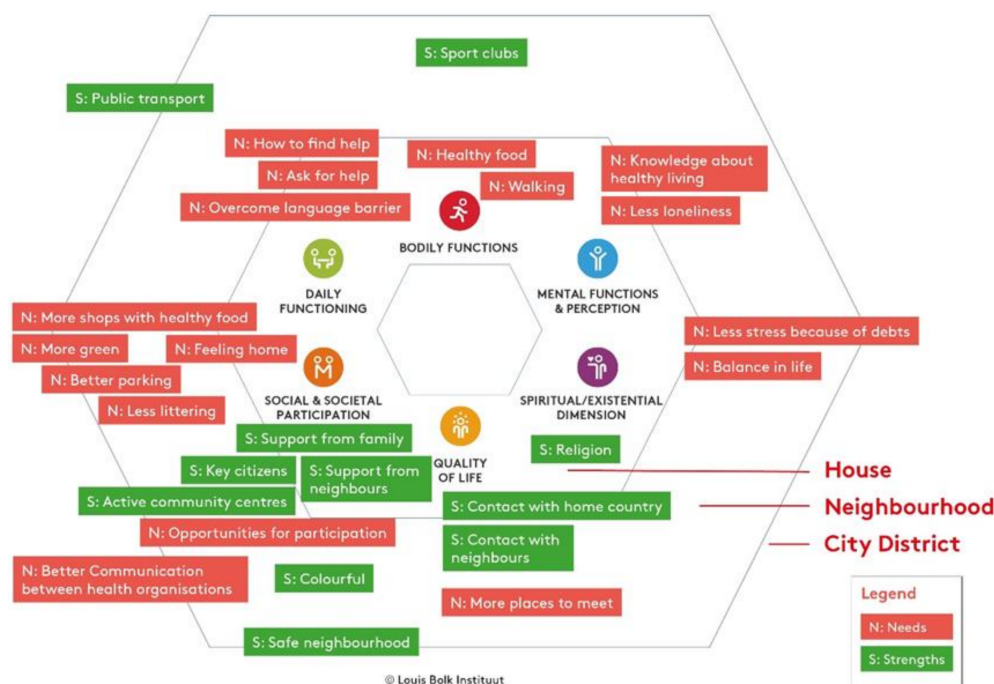 S: Sport clubs
S: Public transport
N: How to find help
N: Ask for help
N: Overcome language barrier
N: Healthy food
N: Walking
N: Knowledge about
healthy living
N: Less loneliness
BODILY FUNCTIONS
DAILY
FUNCTIONING
MENTAL FUNCTIONS
& PERCEPTION
N: More shops with healthy food
N: More green
N: Feeling home
N: Better parking
N: Less littering
N: Less stress because of debts
N: Balance in life
SOCIAL & SOCIETAL
PARTICIPATION
SPIRITUAL/EXISTENTIAL
DIMENSION
QUALITY
OF LIFE
S: Support from family
S: Key citizens
S: Support from
neighbours
S: Active community centres
S: Religion
S: Contact with home country
S: Contact with
neighbours
N: Opportunities for participation
N: Better Communication
between health organisations
S: Colourful
N: More places to meet
S: Safe neighbourhood
House
Neighbourhood
City District
Legend
N: Needs
S: Strengths
© Louis Bolk Instituut